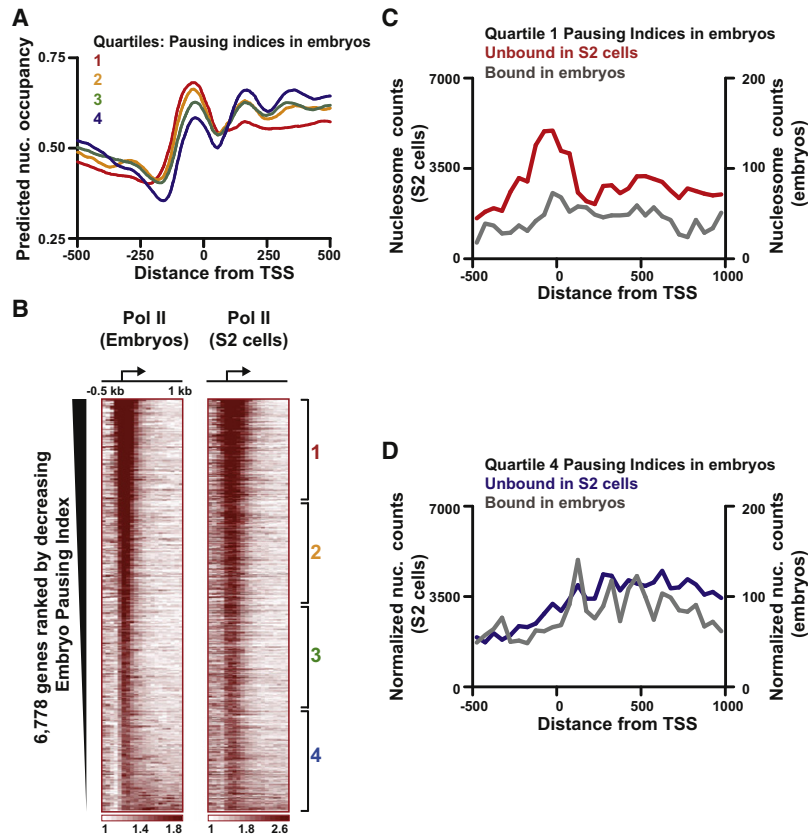 A
Quartiles: Pausing indices in embryos
1
2
3
4
Predicted nuc. occupancy
0.75
0.50
0.25
-500
-250
0
250
500
Distance from TSS
B
Pol II
(Embryos)
Pol II
(S2 cells)
-0.5 kb
1 kb
6,778 genes ranked by decreasing
Embryo Pausing Index
1
2
3
4
1
1.4
1.8
1
1.8
2.6
C
Quartile 1 Pausing Indices in embryos
Unbound in S2 cells
Bound in embryos
Nucleosome counts
(S2 cells)
7000
3500
0
200
100
0
Nucleosome counts
(embryos)
-500
0
500
1000
Distance from TSS
D
Quartile 4 Pausing Indices in embryos
Unbound in S2 cells
Bound in embryos
Normalized nuc. counts
(S2 cells)
7000
3500
0
200
100
0
Normalized nuc. counts
(embryos)
-500
0
500
1000
Distance from TSS